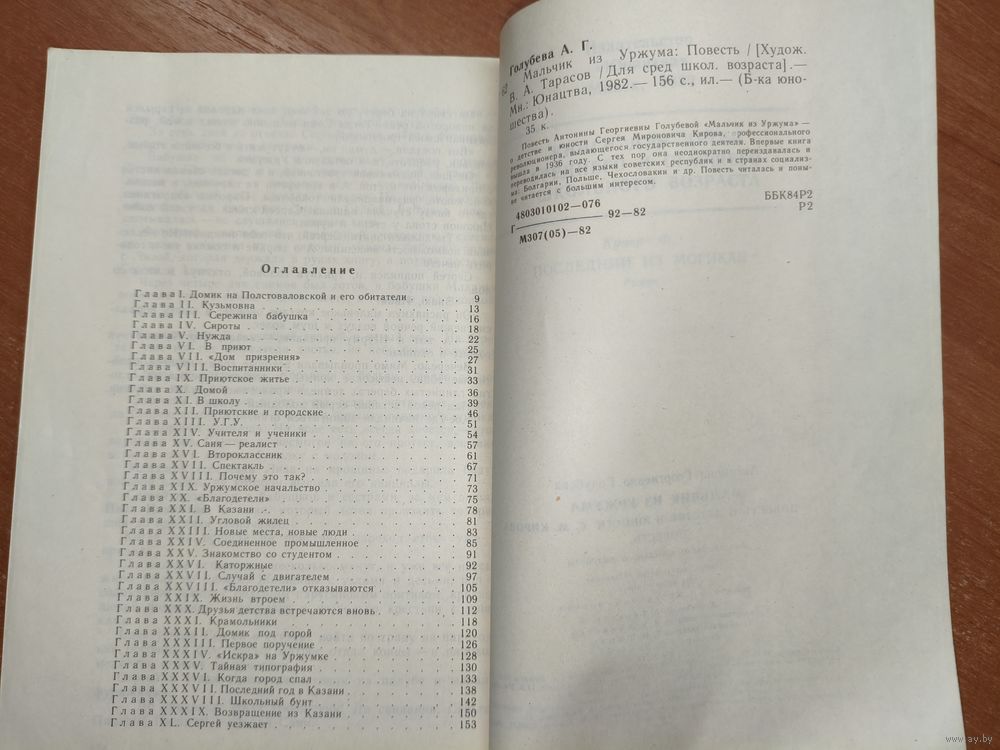 Оглавление
Глава I. Домик на Полстоваловской и его обитатели . . . 9
Глава II. Кузьмовна . . . 13
Глава III. Сережина бабушка . . . 16
Глава IV. Сироты . . . 18
Глава V. Нужда . . . 22
Глава VI. В приют . . . 25
Глава VII. «Дом призрения» . . . 27
Глава VIII. Воспитанники . . . 31
Глава IX. Приютское житье . . . 33
Глава X. Домой . . . 36
Глава XI. В школу . . . 39
Глава XII. Приютские и городские . . . 46
Глава XIII. У.Г.У. . . . 51
Глава XIV. Учителя и ученики . . . 54
Глава XV. Саня — реалист . . . 57
Глава XVI. Второклассник . . . 61
Глава XVII. Спектакль . . . 67
Глава XVIII. Почему это так? . . . 71
Глава XIX. Уржумское начальство . . . 73
Глава XX. «Благодетели» . . . 75
Глава XXI. В Казани . . . 78
Глава XXII. Угловой жилец . . . 81
Глава XXIII. Новые места, новые люди . . . 83
Глава XXIV. Соединенное промышленное . . . 85
Глава XXV. Знакомство со студентом . . . 91
Глава XXVI. Каторжные . . . 92
Глава XXVII. Случай с двигателем . . . 97
Глава XXVIII. «Благодетели» отказываются . . . 105
Глава XXIX. Жизнь втроем . . . 109
Глава XXX. Друзья детства встречаются вновь . . . 112
Глава XXXI. Крамольники . . . 118
Глава XXXII. Домик под горой . . . 120
Глава XXXIII. Первое поручение . . . 126
Глава XXXIV. «Искра» на Уржумке . . . 128
Глава XXXV. Тайная типография . . . 130
Глава XXXVI. Когда город спал . . . 133
Глава XXXVII. Последний год в Казани . . . 138
Глава XXXVIII. Школьный бунт . . . 142
Глава XXXIX. Возвращение из Казани . . . 150
Глава XL. Сергей уезжает . . . 153
Голубева А. Г.
Мальчик из Уржума: Повесть / [Худож.
В. А. Тарасов / Для сред школ. возраста].—
Мн.: Юнацтва, 1982.— 156 с., ил.— (Б-ка юно-
шества).
35 к.
Повесть Антонины Георгиевны Голубевой «Мальчик из Уржума» —
о детстве и юности Сергея Мироновича Кирова, профессионального
революционера, выдающегося государственного деятеля. Впервые книга
вышла в 1936 году. С тех пор она неоднократно переиздавалась и
переводилась на все языки советских республик и в странах социализ-
ма: Болгарии, Польше, Чехословакии и др. Повесть читалась и поны-
не читается с большим интересом.
4803010102—076
Г 92—82
М307(05)—82
ББК84Р2
Р2
ПОСЛЕДНИЙ ИЗ МОГИКАН
www.ay.by